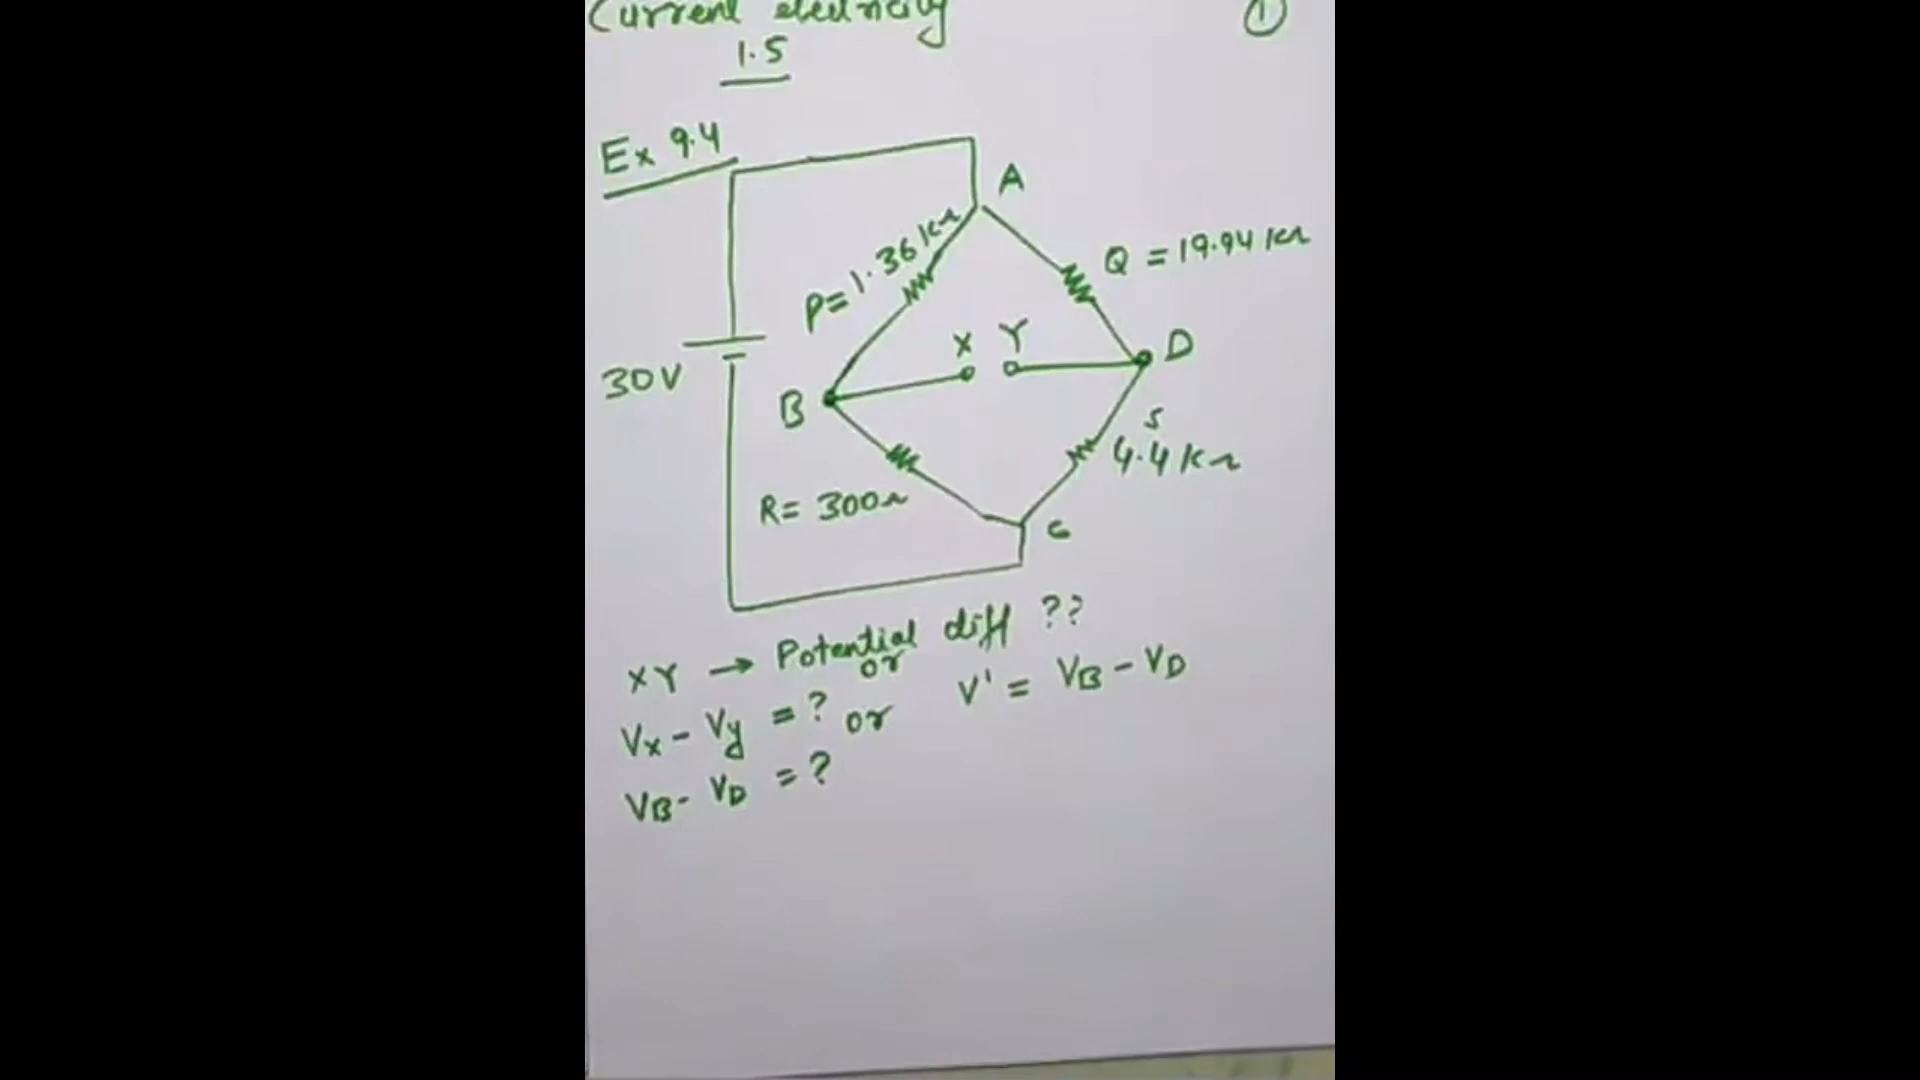 Current electricity
①
1.5
Ex 9.4
A
P = 1.36 KΩ
Q = 19.94 KΩ
X Y
D
30V
B
S
4.4 KΩ
R = 300Ω
C
XY → Potential diff ??
or
Vx - Vy = ? or V' = VB - VD
VB - VD = ?